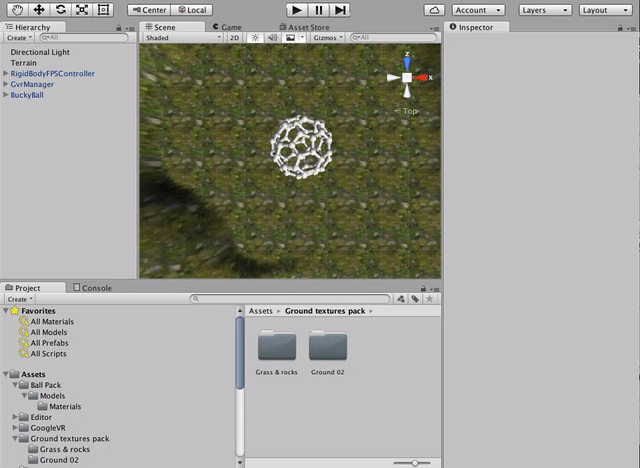 Center Local Account Layers Layout
Hierarchy Scene Game Asset Store Inspector
Create All Shaded 2D Gizmos All
Directional Light
Terrain
RigidBodyFPSController
GvrManager
BuckyBall
z
x
Top
Project Console
Create
Favorites
All Materials
All Models
All Prefabs
All Scripts
Assets
Ball Pack
Models
Materials
Editor
GoogleVR
Ground textures pack
Grass & rocks
Ground 02
Assets Ground textures pack
Grass & rocks Ground 02